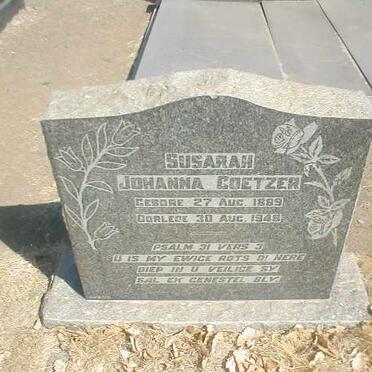 SUSARAH
JOHANNA COETZER
GEBORE 27 AUG. 1889
OORLEDE 30 AUG. 1948
PSALM 31 VERS 3
U IS MY EWIGE ROTS O! HERE
DIEP IN U VEILIGE SY
SAL EK GENESTEL BLY